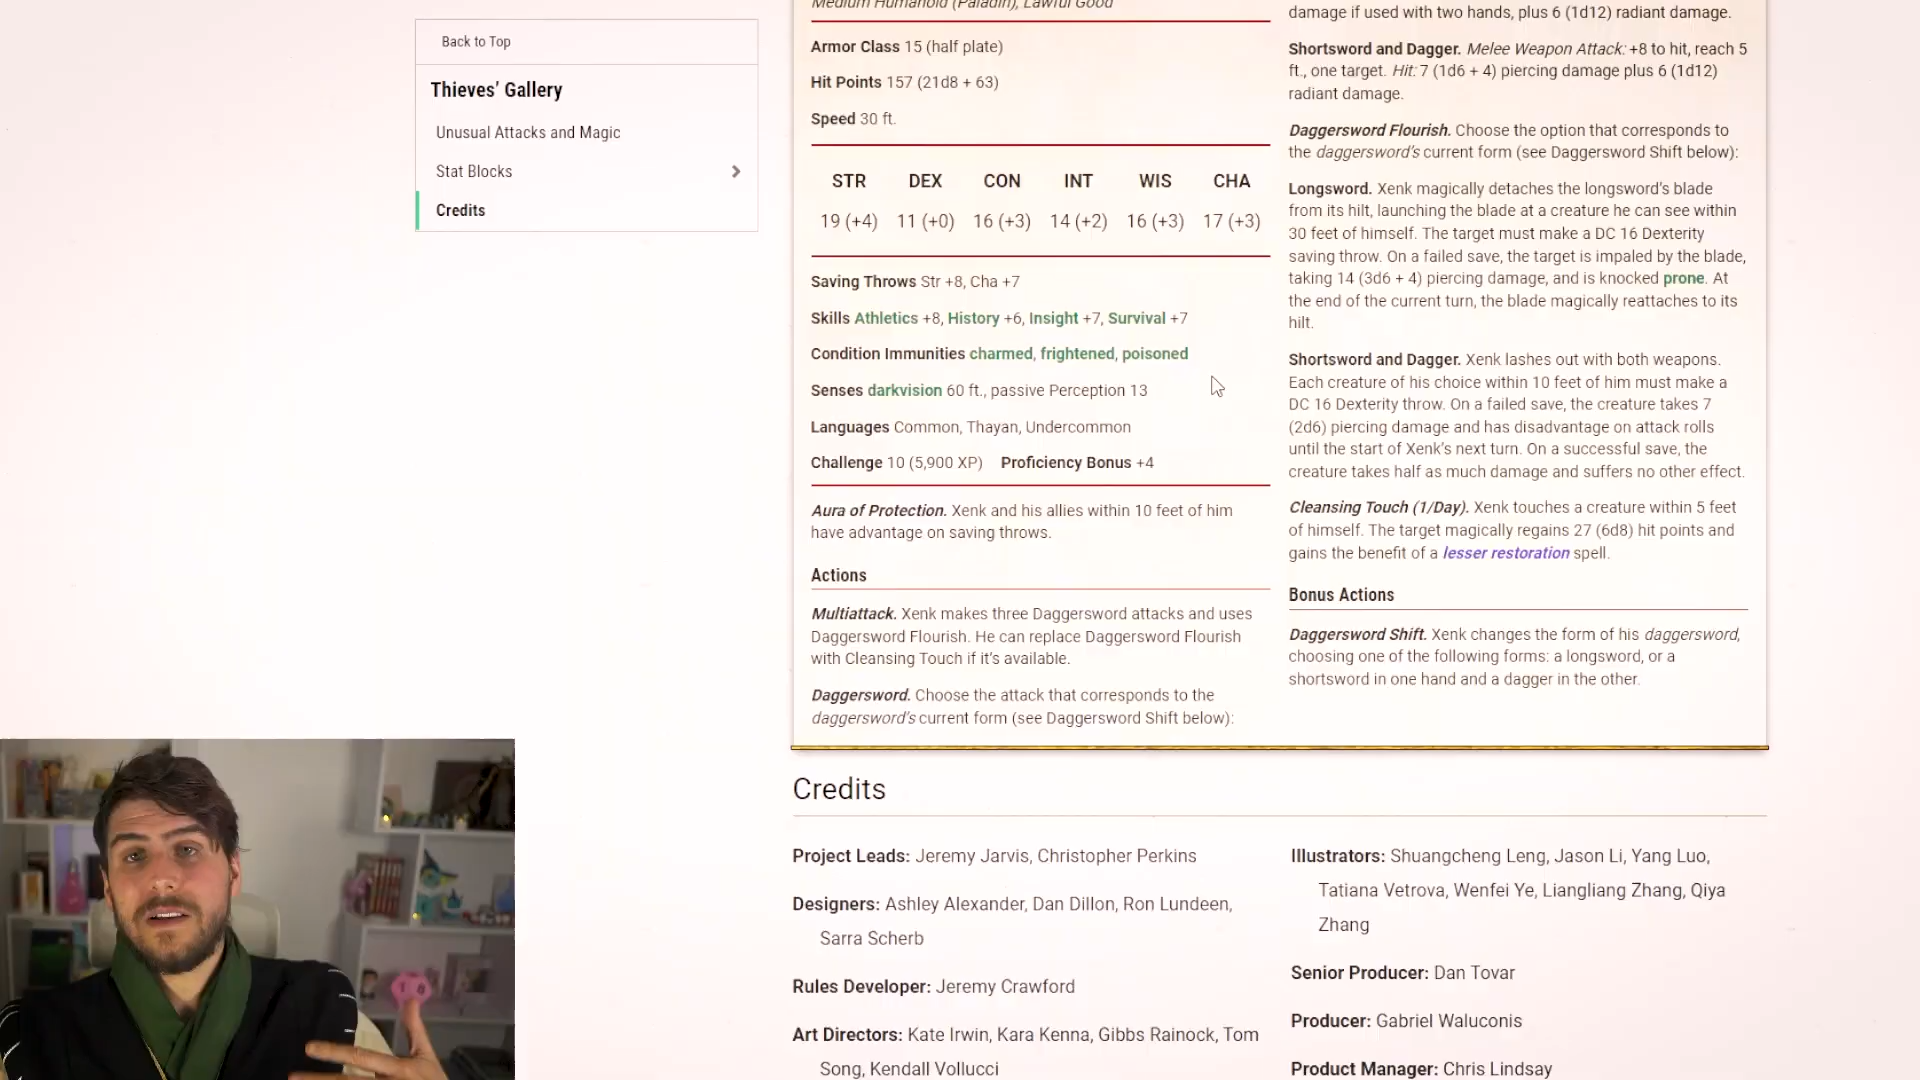 Back to Top
Thieves’ Gallery
Unusual Attacks and Magic
Stat Blocks
Credits
Medium Humanoid (Paladin), Lawful Good
Armor Class 15 (half plate)
Hit Points 157 (21d8 + 63)
Speed 30 ft.
STR DEX CON INT WIS CHA
19 (+4) 11 (+0) 16 (+3) 14 (+2) 16 (+3) 17 (+3)
Saving Throws Str +8, Cha +7
Skills Athletics +8, History +6, Insight +7, Survival +7
Condition Immunities charmed, frightened, poisoned
Senses darkvision 60 ft., passive Perception 13
Languages Common, Thayan, Undercommon
Challenge 10 (5,900 XP) Proficiency Bonus +4
Aura of Protection. Xenk and his allies within 10 feet of him
have advantage on saving throws.
Actions
Multiattack. Xenk makes three Daggersword attacks and uses
Daggersword Flourish. He can replace Daggersword Flourish
with Cleansing Touch if it’s available.
Daggersword. Choose the attack that corresponds to the
daggersword’s current form (see Daggersword Shift below):
damage if used with two hands, plus 6 (1d12) radiant damage.
Shortsword and Dagger. Melee Weapon Attack: +8 to hit, reach 5
ft., one target. Hit: 7 (1d6 + 4) piercing damage plus 6 (1d12)
radiant damage.
Daggersword Flourish. Choose the option that corresponds to
the daggersword’s current form (see Daggersword Shift below):
Longsword. Xenk magically detaches the longsword’s blade
from its hilt, launching the blade at a creature he can see within
30 feet of himself. The target must make a DC 16 Dexterity
saving throw. On a failed save, the target is impaled by the blade,
taking 14 (3d6 + 4) piercing damage, and is knocked prone. At
the end of the current turn, the blade magically reattaches to its
hilt.
Shortsword and Dagger. Xenk lashes out with both weapons.
Each creature of his choice within 10 feet of him must make a
DC 16 Dexterity throw. On a failed save, the creature takes 7
(2d6) piercing damage and has disadvantage on attack rolls
until the start of Xenk’s next turn. On a successful save, the
creature takes half as much damage and suffers no other effect.
Cleansing Touch (1/Day). Xenk touches a creature within 5 feet
of himself. The target magically regains 27 (6d8) hit points and
gains the benefit of a lesser restoration spell.
Bonus Actions
Daggersword Shift. Xenk changes the form of his daggersword,
choosing one of the following forms: a longsword, or a
shortsword in one hand and a dagger in the other.
Credits
Project Leads: Jeremy Jarvis, Christopher Perkins
Designers: Ashley Alexander, Dan Dillon, Ron Lundeen,
Sarra Scherb
Rules Developer: Jeremy Crawford
Art Directors: Kate Irwin, Kara Kenna, Gibbs Rainock, Tom
Song, Kendall Vollucci
Illustrators: Shuangcheng Leng, Jason Li, Yang Luo,
Tatiana Vetrova, Wenfei Ye, Liangliang Zhang, Qiya
Zhang
Senior Producer: Dan Tovar
Producer: Gabriel Waluconis
Product Manager: Chris Lindsay